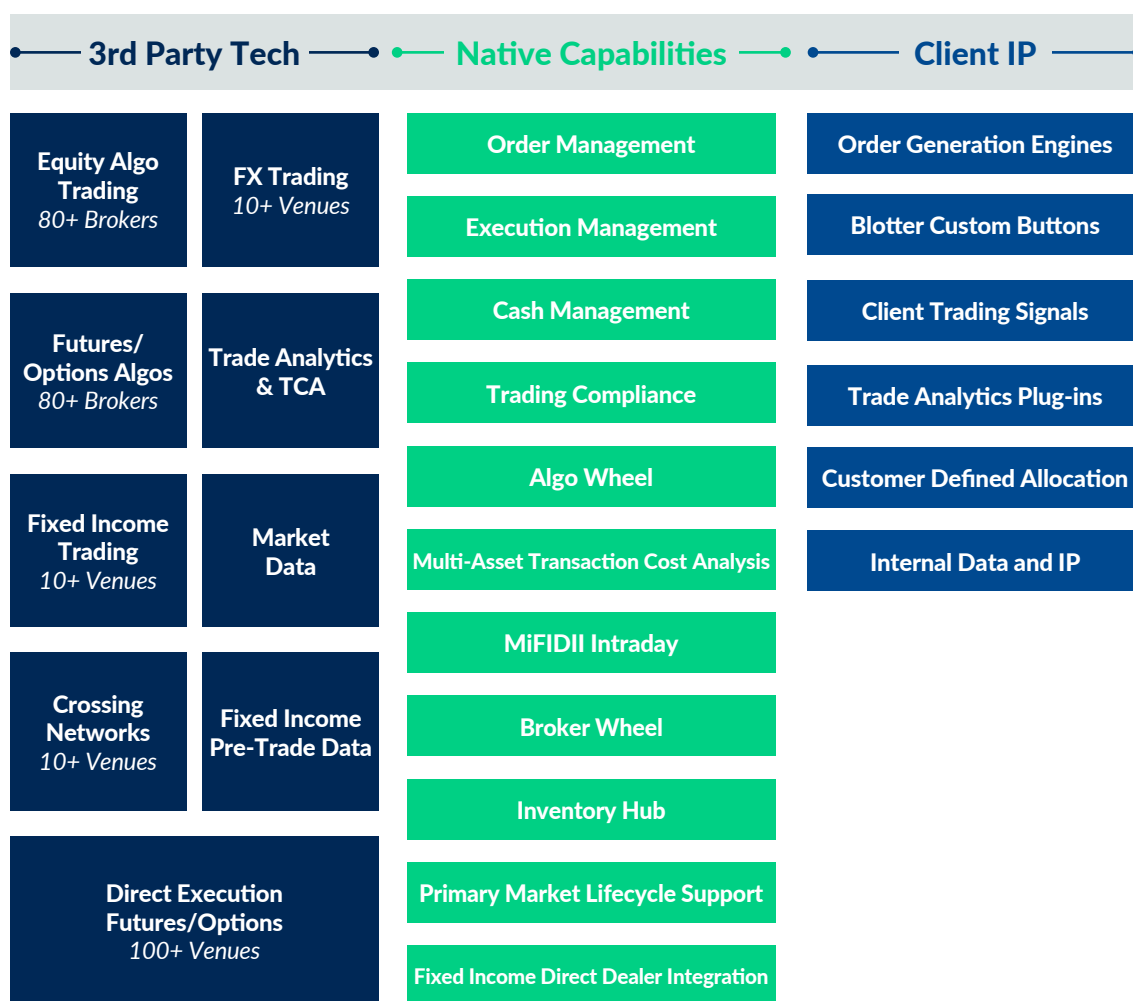 3rd Party Tech
Native Capabilities
Client IP
Equity Algo
Trading
80+ Brokers
FX Trading
10+ Venues
Futures/
Options Algos
80+ Brokers
Trade Analytics
& TCA
Fixed Income
Trading
10+ Venues
Market
Data
Crossing
Networks
10+ Venues
Fixed Income
Pre-Trade Data
Direct Execution
Futures/Options
100+ Venues
Order Management
Execution Management
Cash Management
Trading Compliance
Algo Wheel
Multi-Asset Transaction Cost Analysis
MiFIDII Intraday
Broker Wheel
Inventory Hub
Primary Market Lifecycle Support
Fixed Income Direct Dealer Integration
Order Generation Engines
Blotter Custom Buttons
Client Trading Signals
Trade Analytics Plug-ins
Customer Defined Allocation
Internal Data and IP